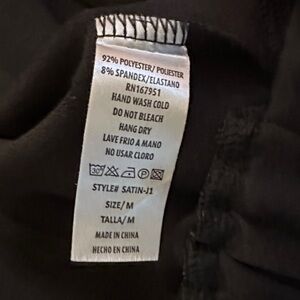 92% POLYESTER/ POLIESTER
8% SPANDEX/ELASTANO
RN167951
HAND WASH COLD
DO NOT BLEACH
HANG DRY
LAVE FRIO A MANO
NO USAR CLORO
STYLE# SATIN-J1
SIZE/ M
TALLA/ M
MADE IN CHINA
HECHO EN CHINA